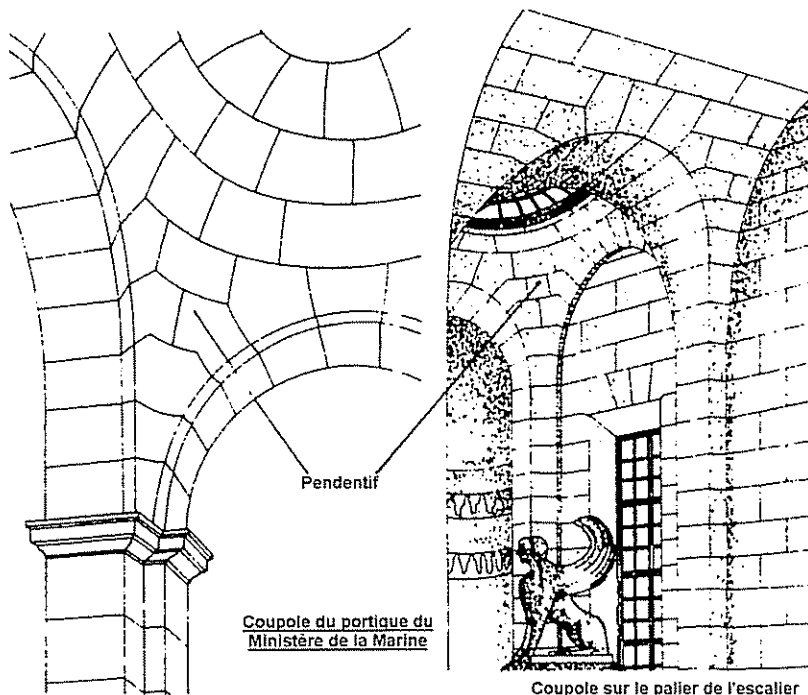 Pendentif
Coupole du portique du
Ministère de la Marine
Coupole sur le palier de l'escalier